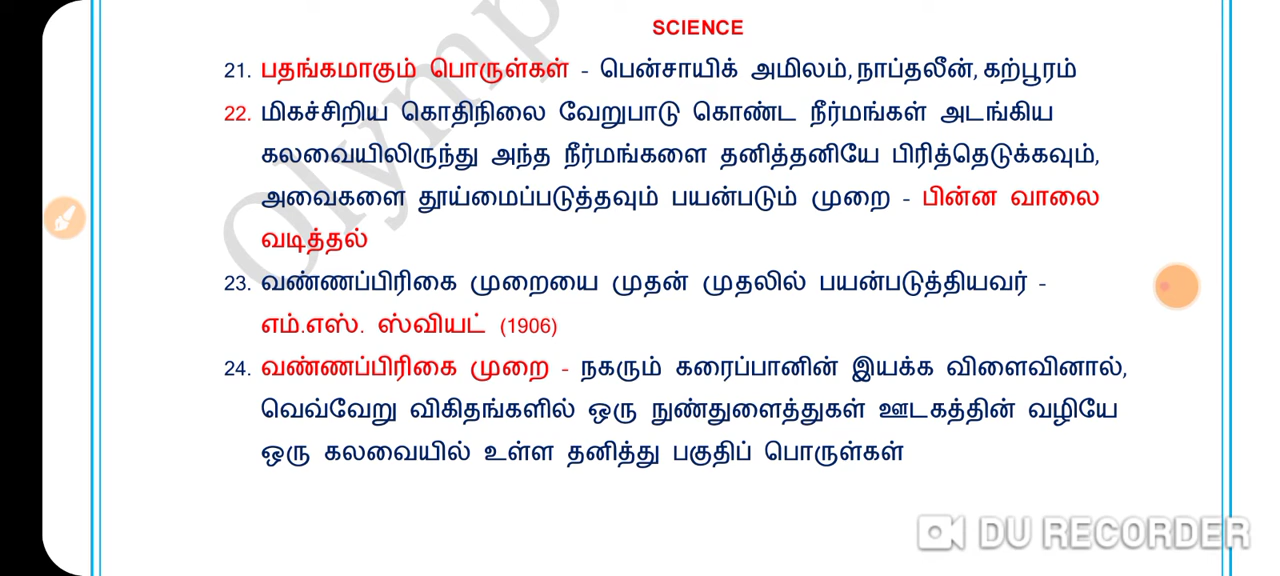 SCIENCE
21. பதங்கமாகும் பொருள்கள் - பென்சாயிக் அமிலம், நாப்தலீன், கற்பூரம்
22. மிகச்சிறிய கொதிநிலை வேறுபாடு கொண்ட நீர்மங்கள் அடங்கிய
கலவையிலிருந்து அந்த நீர்மங்களை தனித்தனியே பிரித்தெடுக்கவும்,
அவைகளை தூய்மைப்படுத்தவும் பயன்படும் முறை - பின்ன வாலை
வடித்தல்
23. வண்ணப்பிரிகை முறையை முதன் முதலில் பயன்படுத்தியவர் -
எம்.எஸ். ஸ்வியட் (1906)
24. வண்ணப்பிரிகை முறை - நகரும் கரைப்பானின் இயக்க விளைவினால்,
வெவ்வேறு விகிதங்களில் ஒரு நுண்துளைத்துகள் ஊடகத்தின் வழியே
ஒரு கலவையில் உள்ள தனித்து பகுதிப் பொருள்கள்
Olymp
DU RECORDER